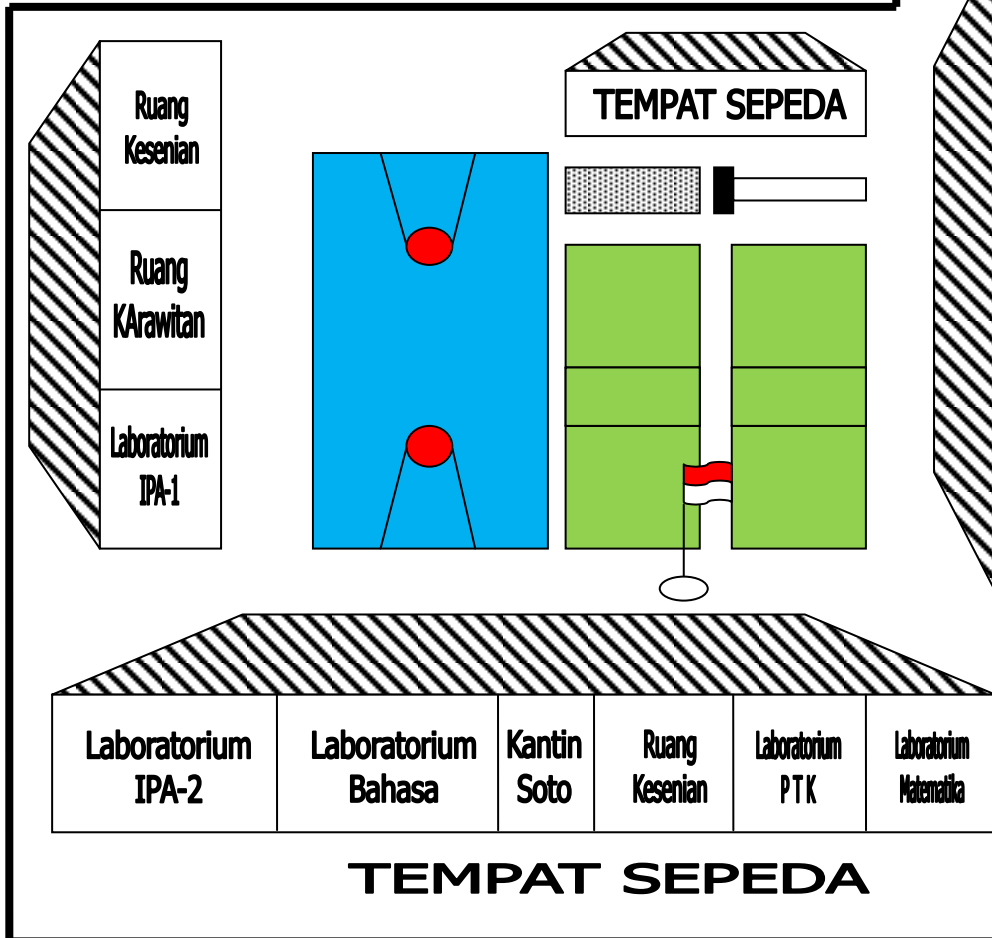 Ruang
Kesenian
TEMPAT SEPEDA
Ruang
KArawitan
Laboratorium
IPA-1
Laboratorium
IPA-2
Laboratorium
Bahasa
Kantin
Soto
Ruang
Kesenian
Laboratorium
P T K
Laboratorium
Matematika
TEMPAT SEPEDA